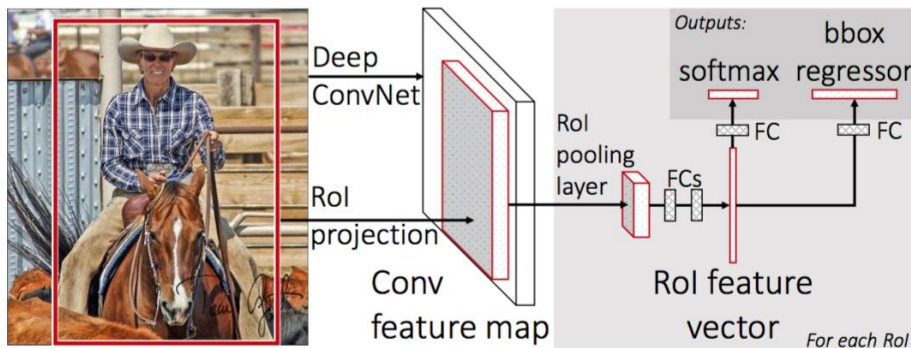 Deep
ConvNet
RoI
projection
Conv
feature map
RoI
pooling
layer
FCs
Outputs:
softmax
bbox
regressor
FC
FC
RoI feature
vector
For each RoI